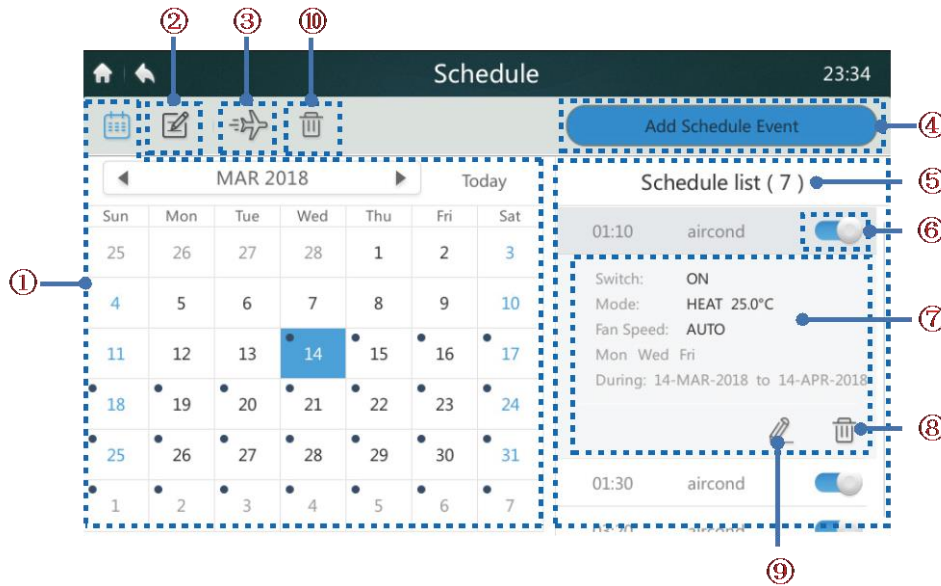 ② ③ ⑩
Schedule 23:34
Add Schedule Event ④
MAR 2018 Today
Schedule list ( 7 ) ⑤
Sun Mon Tue Wed Thu Fri Sat
01:10 aircond ⑥
25 26 27 28 1 2 3
①
Switch: ON
Mode: HEAT 25.0°C
Fan Speed: AUTO
Mon Wed Fri
During: 14-MAR-2018 to 14-APR-2018
⑦
4 5 6 7 8 9 10
11 12 13 14 15 16 17
18 19 20 21 22 23 24
⑧
25 26 27 28 29 30 31
01:30 aircond
1 2 3 4 5 6 7
03:20 aircond
⑨